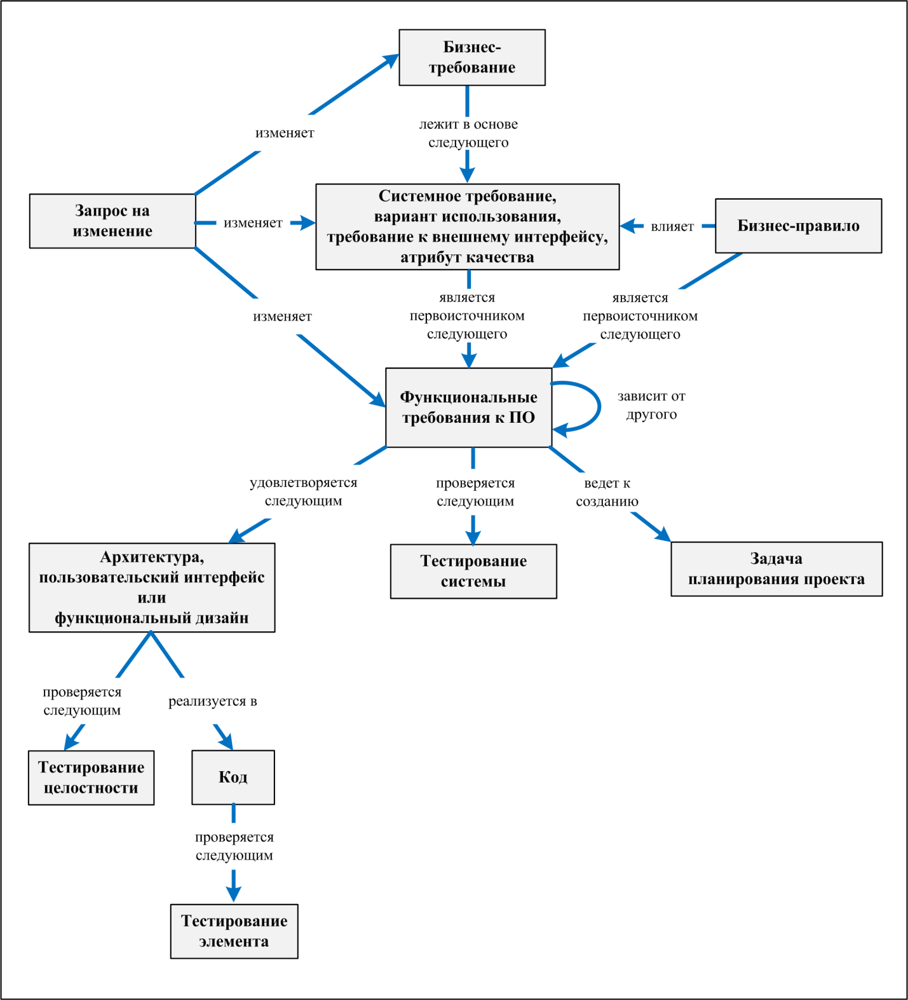 Бизнес-
требование
изменяет
лежит в основе
следующего
Запрос на
изменение
изменяет
Системное требование,
вариант использования,
требование к внешнему интерфейсу,
атрибут качества
влияет
Бизнес-правило
изменяет
является
первоисточником
следующего
является
первоисточником
следующего
Функциональные
требования к ПО
зависит от
другого
удовлетворяется
следующим
проверяется
следующим
ведет к
созданию
Архитектура,
пользовательский интерфейс
или
функциональный дизайн
Тестирование
системы
Задача
планирования проекта
проверяется
следующим
реализуется в
Тестирование
целостности
Код
проверяется
следующим
Тестирование
элемента